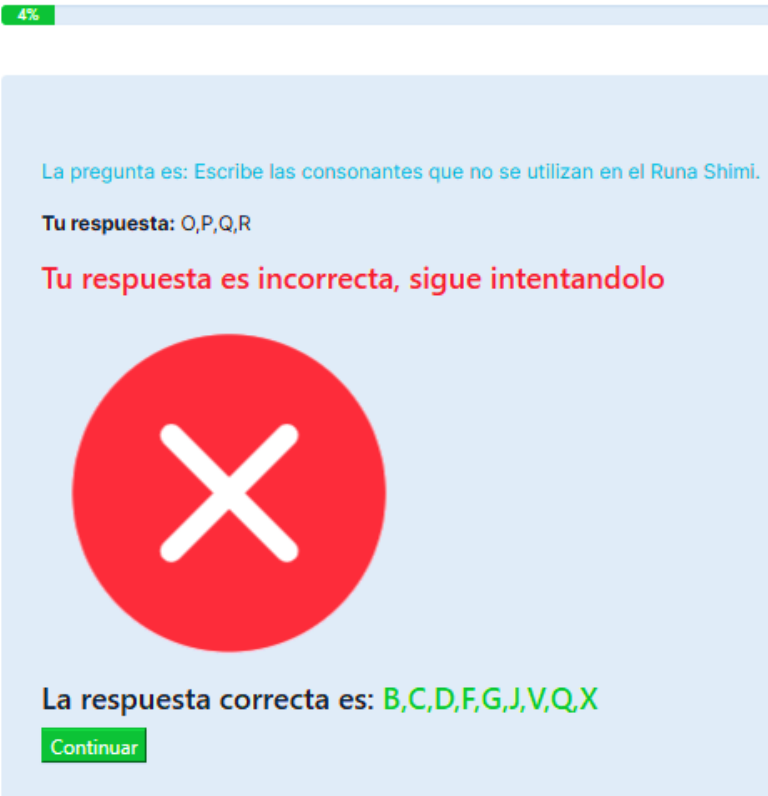 4%
La pregunta es: Escribe las consonantes que no se utilizan en el Runa Shimi.
Tu respuesta: O,P,Q,R
Tu respuesta es incorrecta, sigue intentandolo
La respuesta correcta es: B,C,D,F,G,J,V,Q,X
Continuar